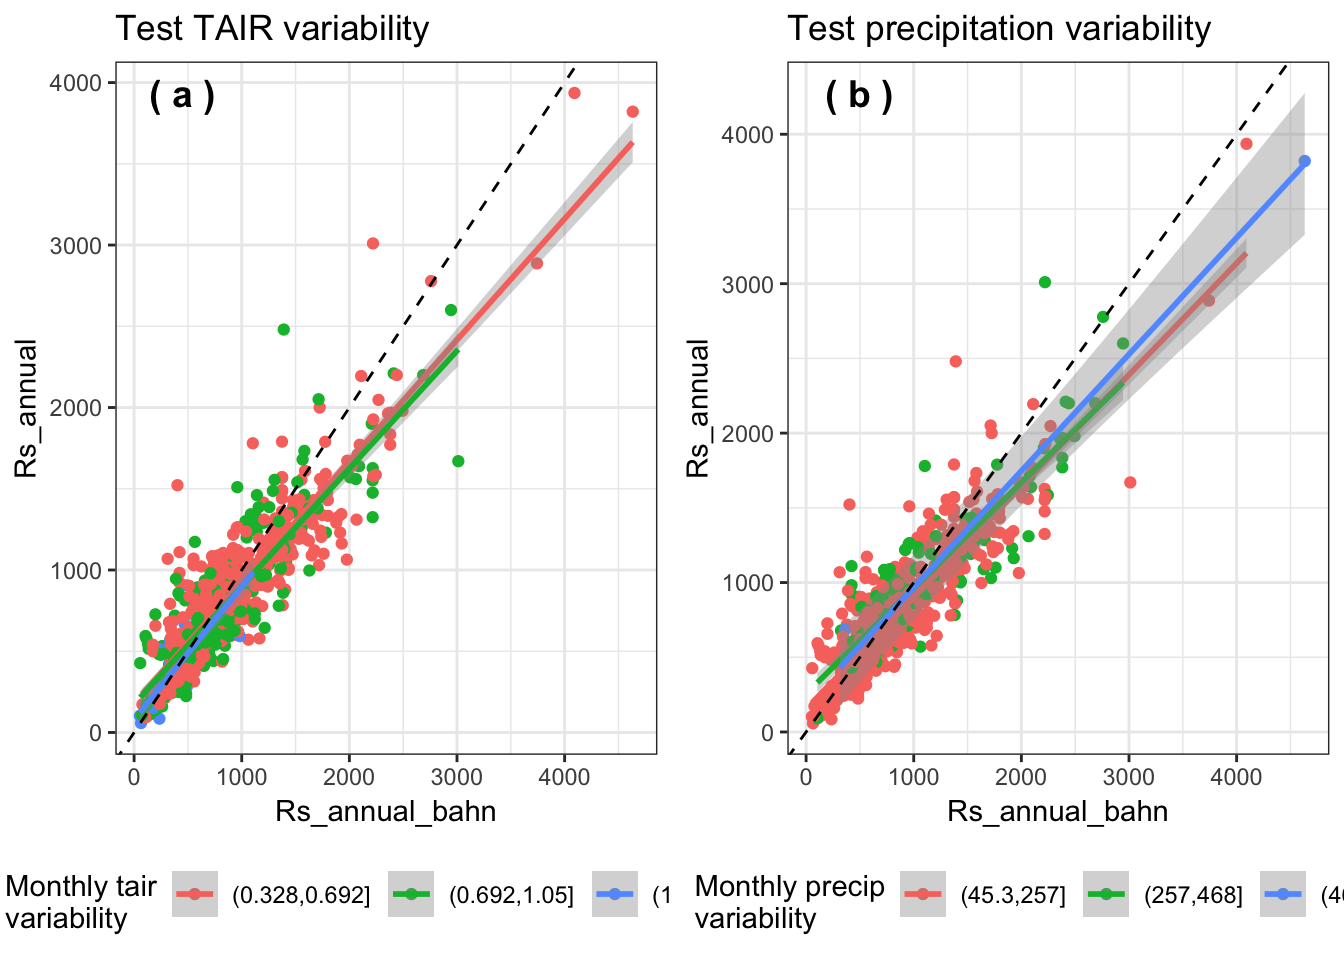 Test TAIR variability
( a )
4000
3000
2000
1000
0
Rs_annual
0 1000 2000 3000 4000
Rs_annual_bahn
Monthly tair
variability
(0.328,0.692]
(0.692,1.05]
(1
Test precipitation variability
( b )
4000
3000
2000
1000
0
Rs_annual
0 1000 2000 3000 4000
Rs_annual_bahn
Monthly precip
variability
(45.3,257]
(257,468]